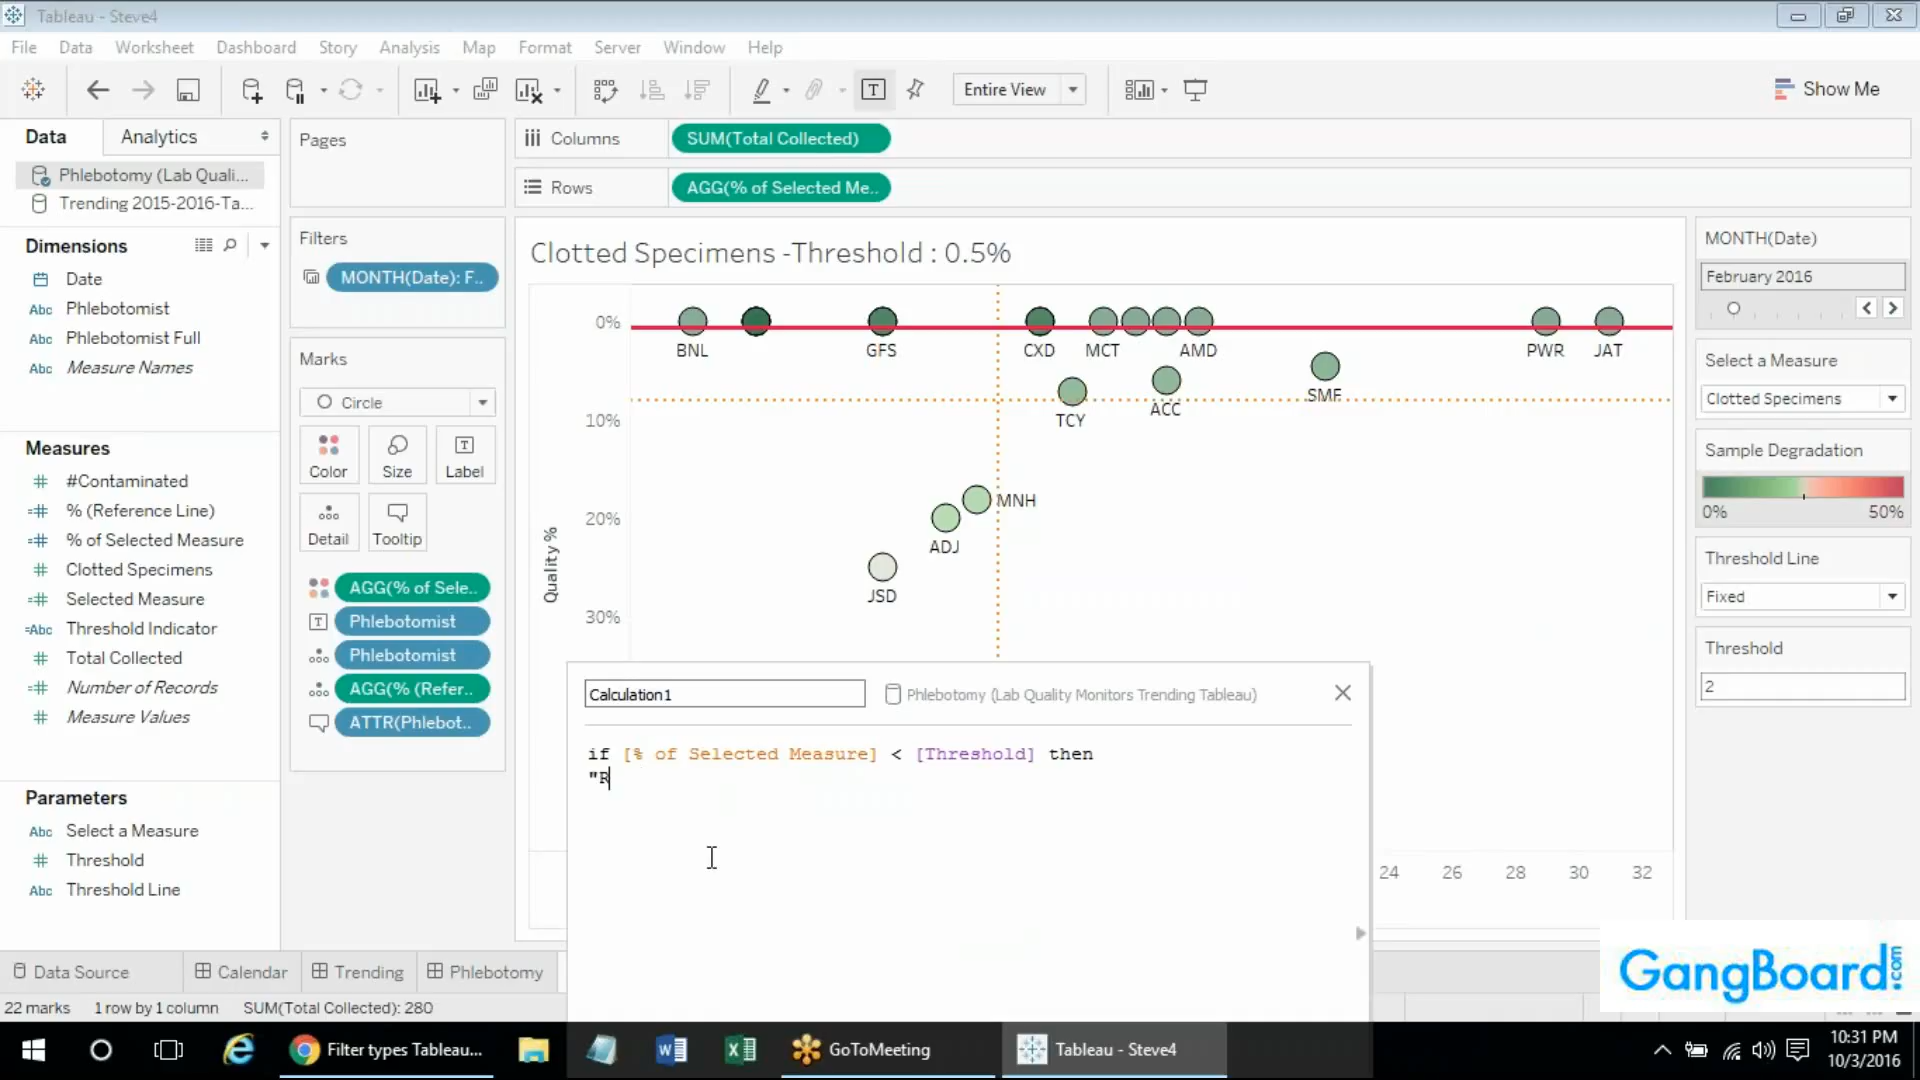 Tableau - Steve4
File Data Worksheet Dashboard Story Analysis Map Format Server Window Help
Entire View
Show Me
Data Analytics
Phlebotomy (Lab Quali...
Trending 2015-2016-Ta...
Dimensions
Date
Abc Phlebotomist
Abc Phlebotomist Full
Abc Measure Names
Measures
#Contaminated
% (Reference Line)
% of Selected Measure
Clotted Specimens
Selected Measure
=Abc Threshold Indicator
Total Collected
Number of Records
Measure Values
Parameters
Abc Select a Measure
Threshold
Abc Threshold Line
Pages
Filters
MONTH(Date): F..
Marks
Circle
Color Size Label
Detail Tooltip
AGG(% of Sele..
Phlebotomist
Phlebotomist
AGG(% (Refer..
ATTR(Phlebot..
Columns SUM(Total Collected)
Rows AGG(% of Selected Me..
Clotted Specimens -Threshold : 0.5%
Quality %
0%
10%
20%
30%
BNL GFS CXD MCT AMD PWR JAT
SMF
TCY ACC
MNH
ADJ
JSD
24 26 28 30 32
Calculation1 Phlebotomy (Lab Quality Monitors Trending Tableau)
if [% of Selected Measure] < [Threshold] then
"R
MONTH(Date)
February 2016
Select a Measure
Clotted Specimens
Sample Degradation
0% 50%
Threshold Line
Fixed
Threshold
2
GangBoard.com
Data Source Calendar Trending Phlebotomy
22 marks 1 row by 1 column SUM(Total Collected): 280
Filter types Tableau... GoToMeeting Tableau - Steve4
10:31 PM
10/3/2016